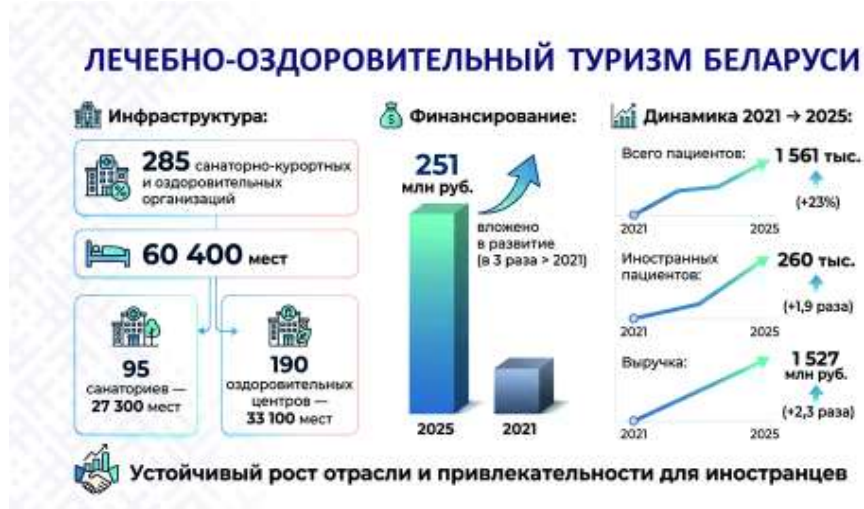 ЛЕЧЕБНО-ОЗДОРОВИТЕЛЬНЫЙ ТУРИЗМ БЕЛАРУСИ
Инфраструктура:
285 санаторно-курортных
и оздоровительных
организаций
60 400 мест
95
санаториев —
27 300 мест
190
оздоровительных
центров —
33 100 мест
Финансирование:
251
млн руб.
вложено
в развитие
(в 3 раза > 2021)
2025
2021
Динамика 2021 → 2025:
Всего пациентов:
1 561 тыс.
(+23%)
2021
2025
Иностранных
пациентов:
260 тыс.
(+1,9 раза)
2021
2025
Выручка:
1 527
млн руб.
(+2,3 раза)
2021
2025
Устойчивый рост отрасли и привлекательности для иностранцев